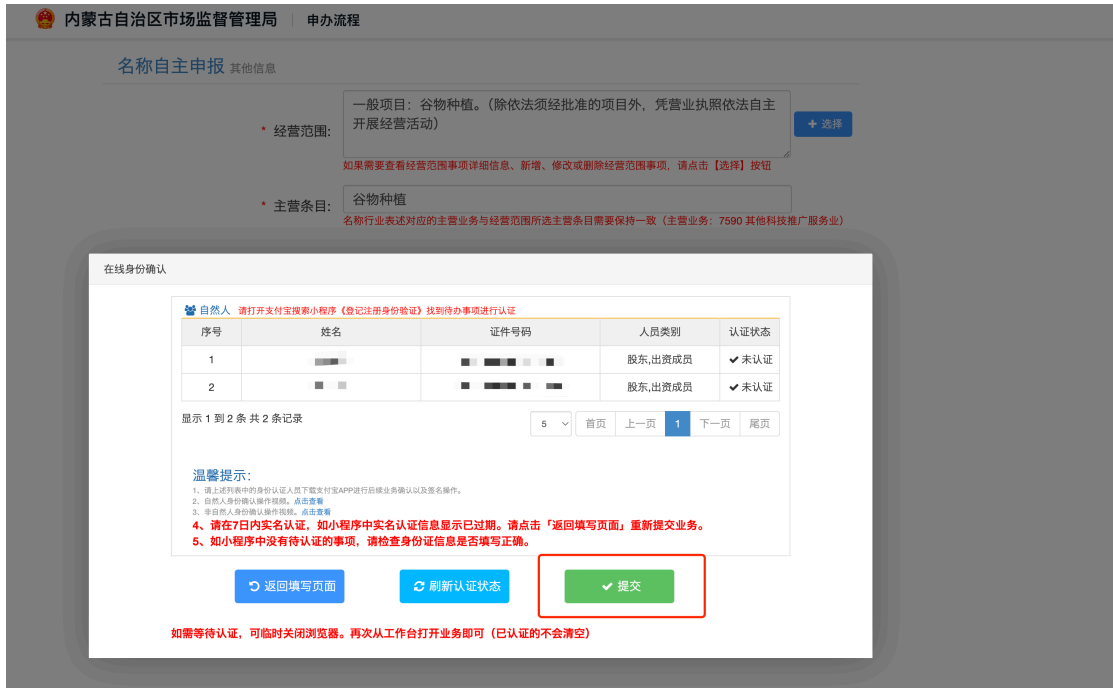 内蒙古自治区市场监督管理局 申办流程
名称自主申报 其他信息
* 经营范围:
一般项目：谷物种植。（除依法须经批准的项目外，凭营业执照依法自主
开展经营活动）
选择
如果需要查看经营范围事项详细信息、新增、修改或删除经营范围事项，请点击【选择】按钮
* 主营条目:
谷物种植
名称行业表述对应的主营业务与经营范围所选主营条目需要保持一致（主营业务：7590 其他科技推广服务业）
在线身份确认
自然人 请打开支付宝搜索小程序《登记注册身份验证》找到待办事项进行认证
序号 姓名 证件号码 人员类别 认证状态
1 股东,出资成员 未认证
2 股东,出资成员 未认证
显示 1 到 2 条 共 2 条记录
5 首页 上一页 1 下一页 尾页
温馨提示：
1、请上述列表中的身份认证人员下载支付宝APP进行后续业务确认以及签名操作。
2、自然人身份确认操作视频。点击查看
3、非自然人身份确认操作视频。点击查看
4、请在7日内实名认证，如小程序中实名认证信息显示已过期。请点击「返回填写页面」重新提交业务。
5、如小程序中没有待认证的事项，请检查身份证信息是否填写正确。
返回填写页面 刷新认证状态 提交
如需等待认证，可临时关闭浏览器。再次从工作台打开业务即可（已认证的不会清空）